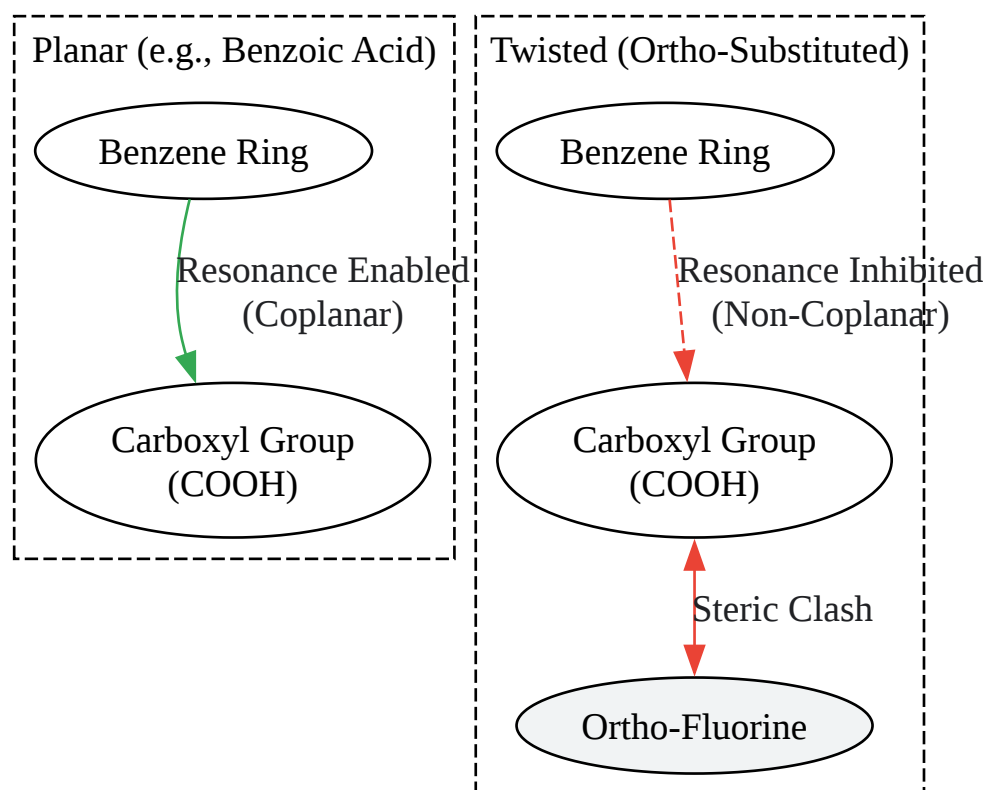 Planar (e.g., Benzoic Acid)
Benzene Ring
Resonance Enabled
(Coplanar)
Carboxyl Group
(COOH)
Twisted (Ortho-Substituted)
Benzene Ring
Resonance Inhibited
(Non-Coplanar)
Carboxyl Group
(COOH)
Steric Clash
Ortho-Fluorine